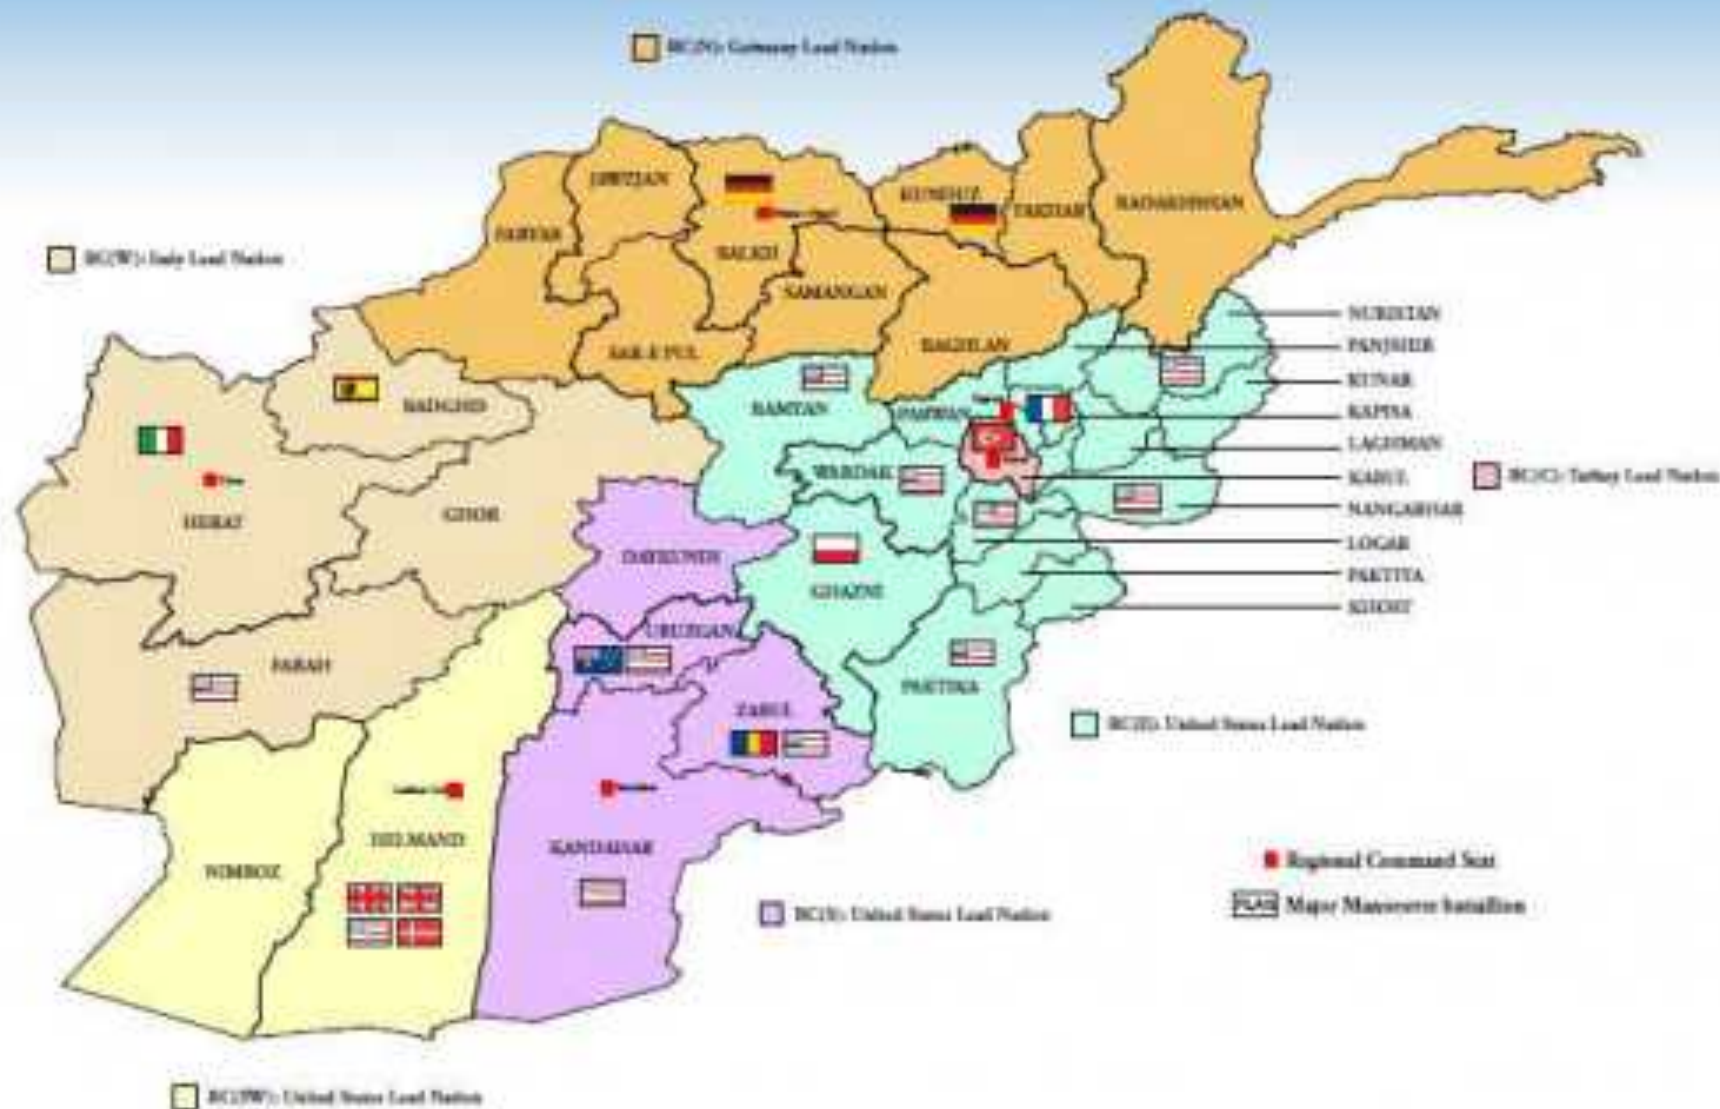 RC(N): Germany Lead Nation
JAWZJAN
KUNDUZ
TAKHAR
BADAKHSHAN
FARYAB
BALKH
RC(W): Italy Lead Nation
SAMANGAN
NURISTAN
SAR-E PUL
BAGHLAN
PANJSHIR
KUNAR
BADGHIS
BAMYAN
PARWAN
KAPISA
LAGHMAN
WARDAK
KABUL
RC(C): Turkey Lead Nation
HERAT
GHOR
NANGARHAR
LOGAR
DAYKUNDI
PAKTIYA
GHAZNI
KHOST
URUZGAN
FARAH
PAKTIKA
ZABUL
RC(E): United States Lead Nation
HELMAND
KANDAHAR
NIMROZ
Regional Command Seat
FLAG Major Maneuver battalion
RC(S): United States Lead Nation
RC(SW): United States Lead Nation